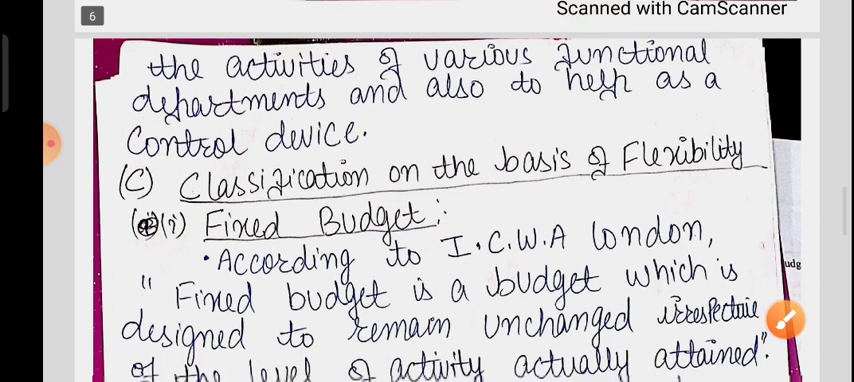 6
Scanned with CamScanner
the activities of various functional
departments and also to help as a
Control device.
(C) Classification on the basis of Flexibility
(i) Fixed Budget:
• According to I.C.W.A London,
" Fixed budget is a budget which is
designed to remain unchanged irrespective
of the level of activity actually attained".
udg